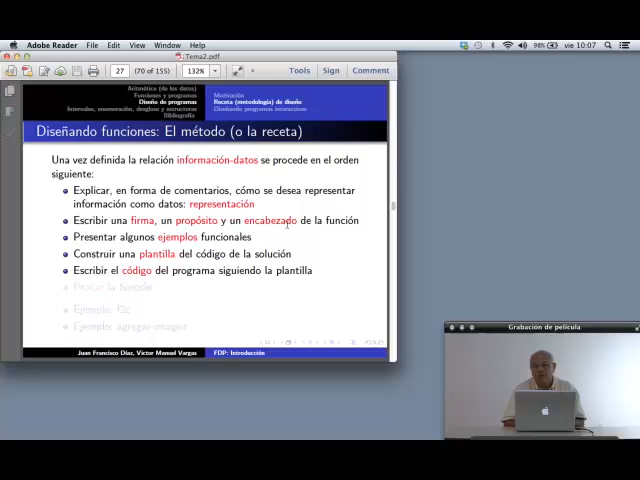 Adobe Reader File Edit View Window Help 98% vie 10:07
Tema2.pdf
27 (70 of 155) 132% Tools Sign Comment
Aritmética (de los datos)
Funciones y programas
Diseño de programas
Intervalos, enumeración, desglose y estructuras
Bibliografía
Motivación
Receta (metodología) de diseño
Diseñando programas interactivos
Diseñando funciones: El método (o la receta)
Una vez definida la relación información-datos se procede en el orden
siguiente:
Explicar, en forma de comentarios, cómo se desea representar
información como datos: representación
Escribir una firma, un propósito y un encabezado de la función
Presentar algunos ejemplos funcionales
Construir una plantilla del código de la solución
Escribir el código del programa siguiendo la plantilla
Probar la función
Ejemplo: f2c
Ejemplo: agregar-imagen
Juan Francisco Díaz, Víctor Manuel Vargas FDP: Introducción
Grabación de película